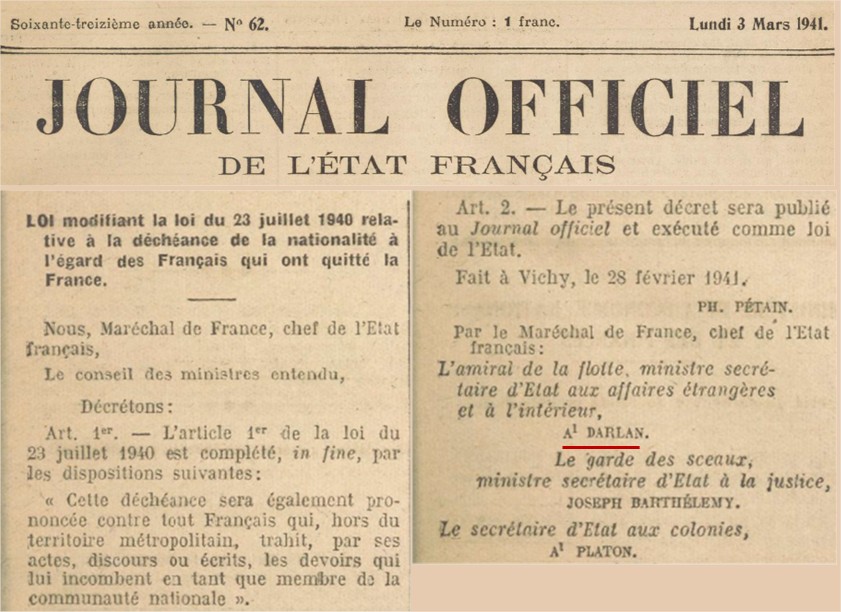 Soixante-treizième année. — N° 62.
Le Numéro : 1 franc.
Lundi 3 Mars 1941.
JOURNAL OFFICIEL
DE L'ÉTAT FRANÇAIS
LOI modifiant la loi du 23 juillet 1940 rela-
tive à la déchéance de la nationalité à
l'égard des Français qui ont quitté la
France.
Nous, Maréchal de France, chef de l'Etat
français,
Le conseil des ministres entendu,
Décrétons :
Art. 1er. — L'article 1er de la loi du
23 juillet 1940 est complété, in fine, par
les dispositions suivantes :
« Cette déchéance sera également pro-
noncée contre tout Français qui, hors du
territoire métropolitain, trahit, par ses
actes, discours ou écrits, les devoirs qui
lui incombent en tant que membre de la
communauté nationale ».
Art. 2. — Le présent décret sera publié
au Journal officiel et exécuté comme loi
de l'Etat.
Fait à Vichy, le 28 février 1941.
PH. PÉTAIN.
Par le Maréchal de France, chef de l'Etat
français :
L'amiral de la flotte, ministre secré-
taire d'Etat aux affaires étrangères
et à l'intérieur,
Al DARLAN.
Le garde des sceaux,
ministre secrétaire d'Etat à la justice,
JOSEPH BARTHÉLEMY.
Le secrétaire d'Etat aux colonies,
Al PLATON.